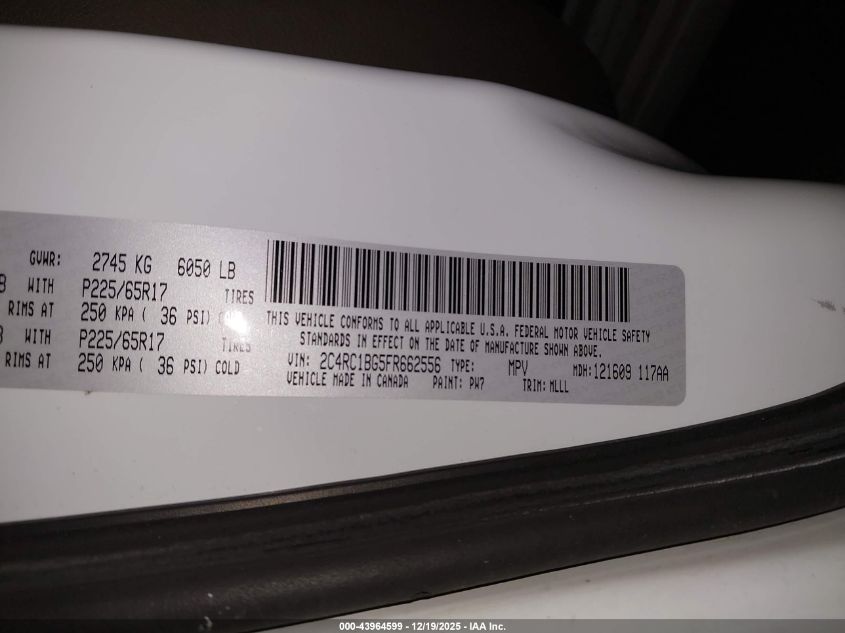 GVWR: 2745 KG 6050 LB
WITH P225/65R17 TIRES
RIMS AT 250 KPA ( 36 PSI)
WITH P225/65R17 TIRES
RIMS AT 250 KPA ( 36 PSI) COLD
THIS VEHICLE CONFORMS TO ALL APPLICABLE U.S.A. FEDERAL MOTOR VEHICLE SAFETY
STANDARDS IN EFFECT ON THE DATE OF MANUFACTURE SHOWN ABOVE.
VIN: 2C4RC1BG5FR662556 TYPE: MPV MDH:121609 117AA
VEHICLE MADE IN CANADA PAINT: PW7 TRIM: MLLL
000-43964599 - 12/19/2025 - IAA Inc.